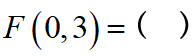 F(0,3)=( )